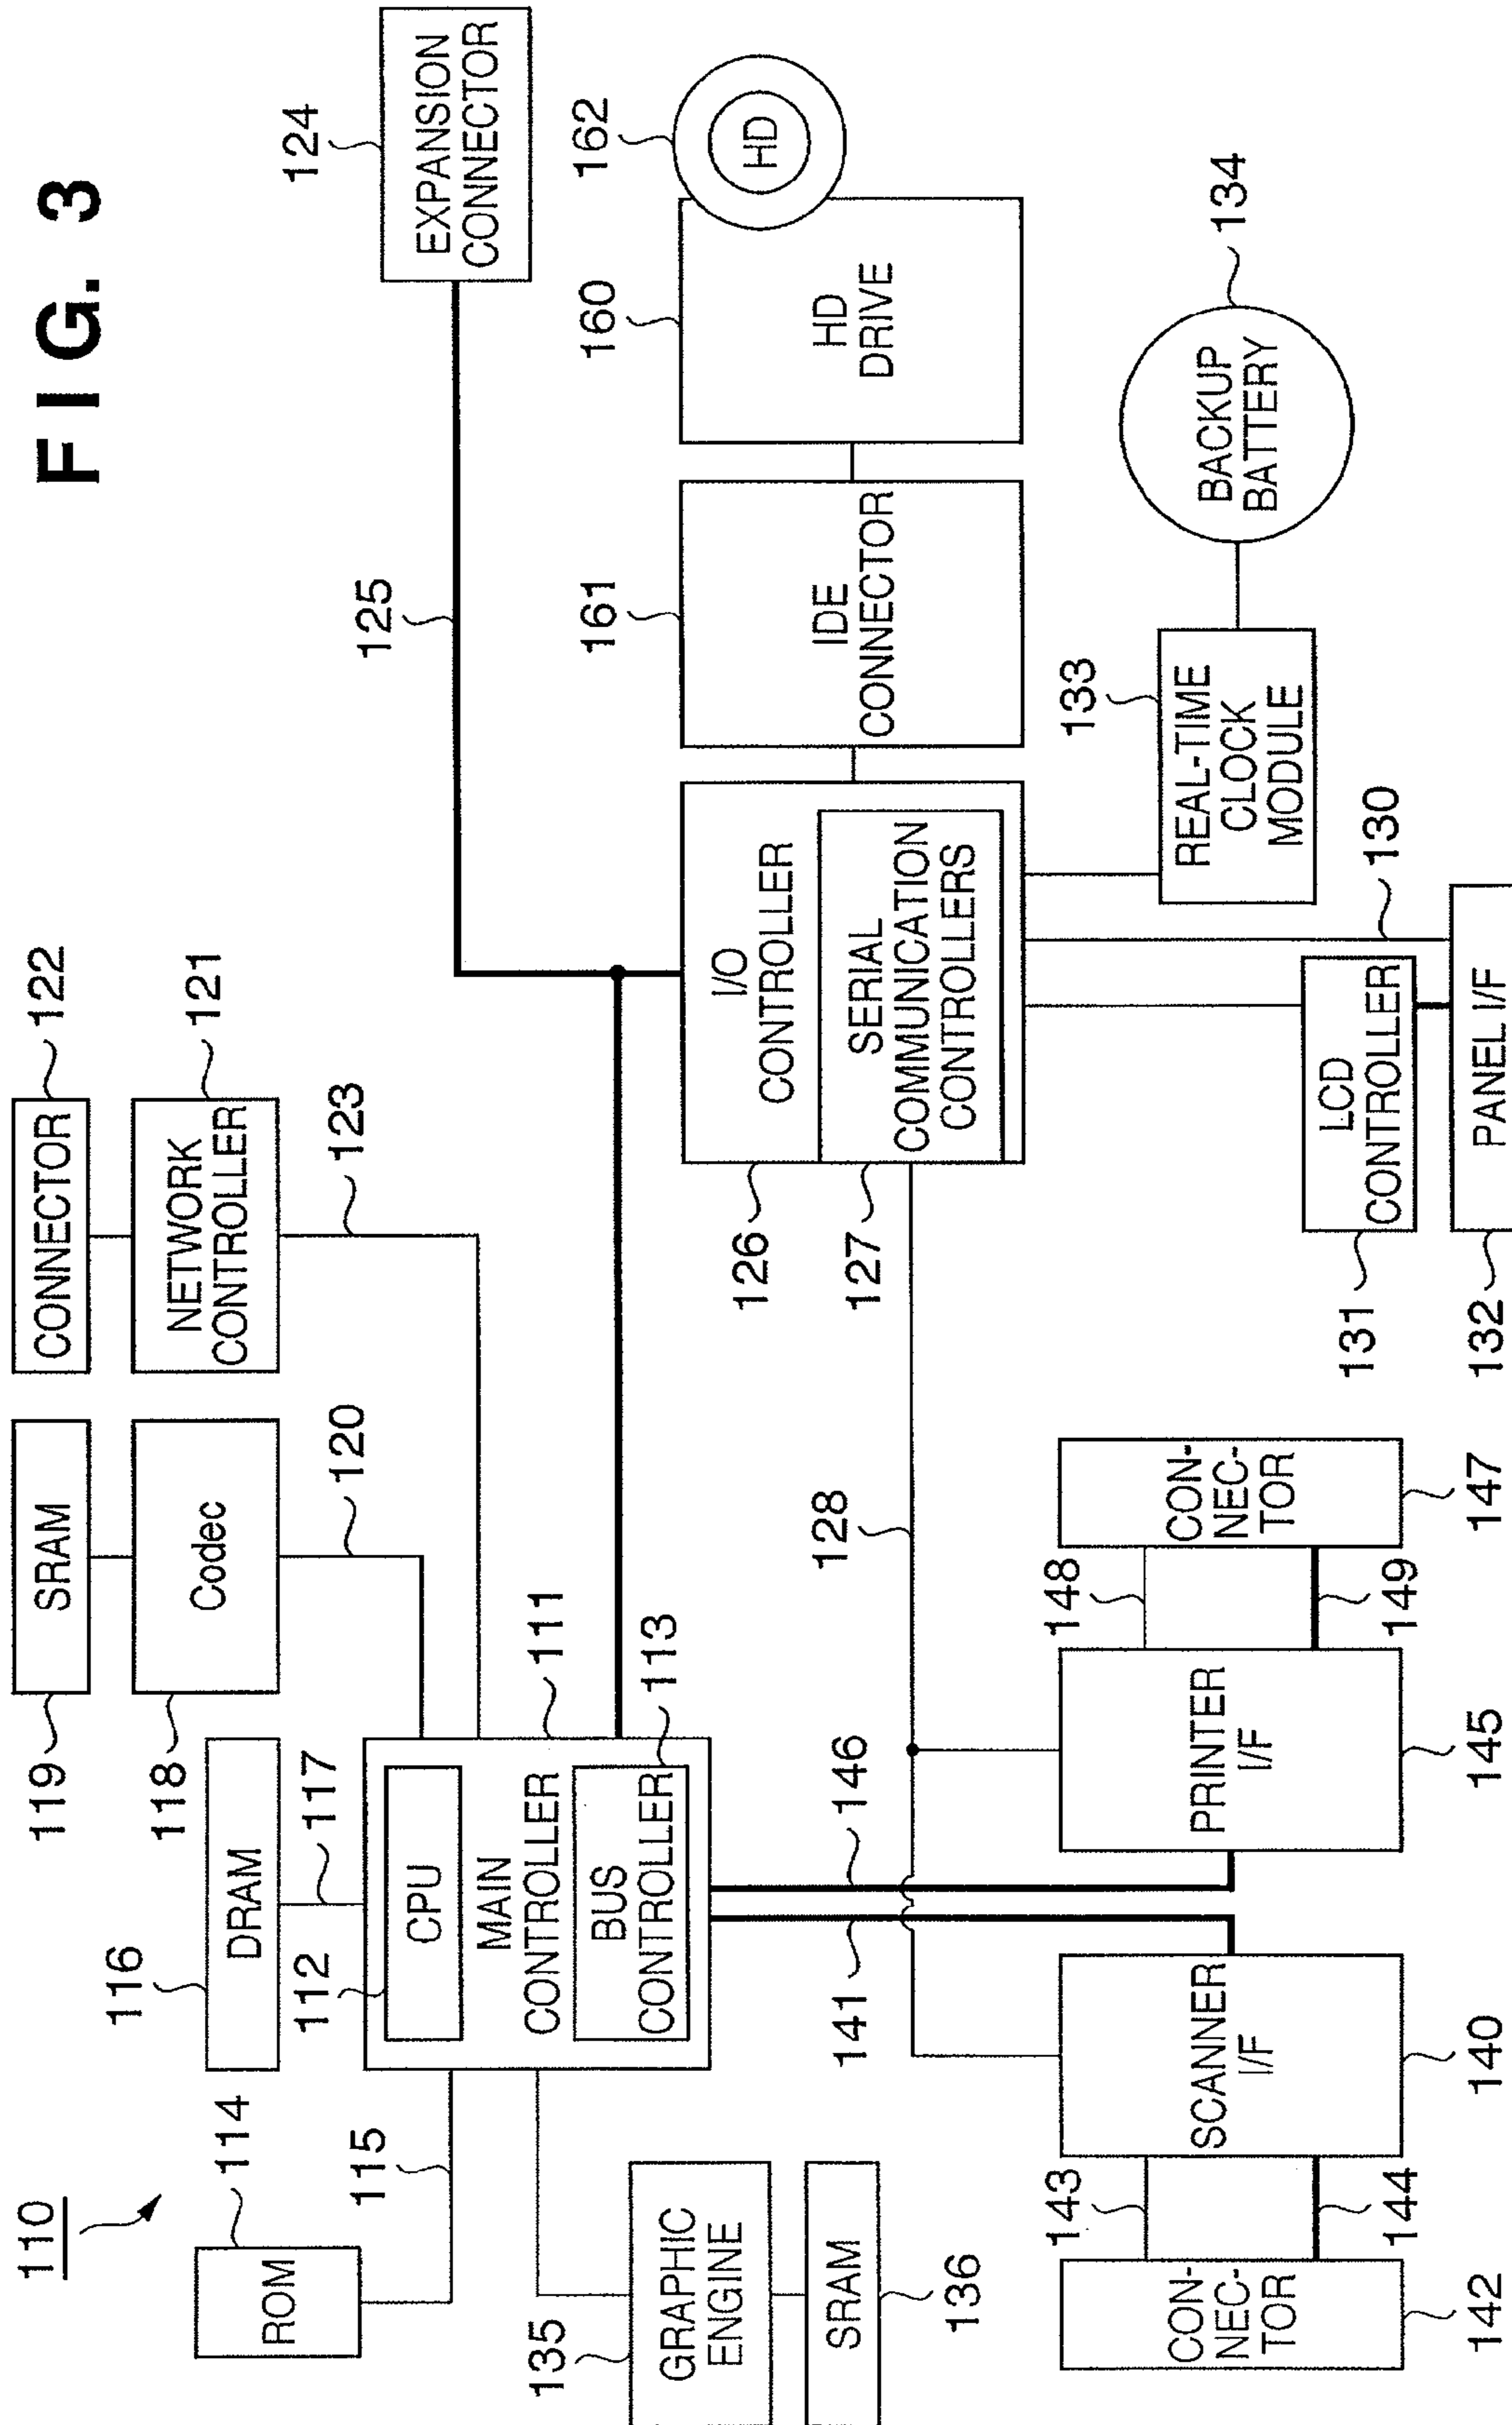 F I G. 3
110
114
ROM
115
116
DRAM
117
119
SRAM
118
Codec
120
CONNECTOR
122
NETWORK
CONTROLLER
121
123
124
EXPANSION
CONNECTOR
125
112
CPU
MAIN
CONTROLLER
111
BUS
CONTROLLER
113
135
GRAPHIC
ENGINE
SRAM
136
I/O
CONTROLLER
126
SERIAL
COMMUNICATION
CONTROLLERS
127
161
IDE
CONNECTOR
160
HD
DRIVE
162
HD
133
REAL-TIME
CLOCK
MODULE
BACKUP
BATTERY
134
141
146
128
130
LCD
CONTROLLER
131
PANEL I/F
132
CON-
NEC-
TOR
142
143
144
SCANNER
I/F
140
PRINTER
I/F
145
148
149
CON-
NEC-
TOR
147